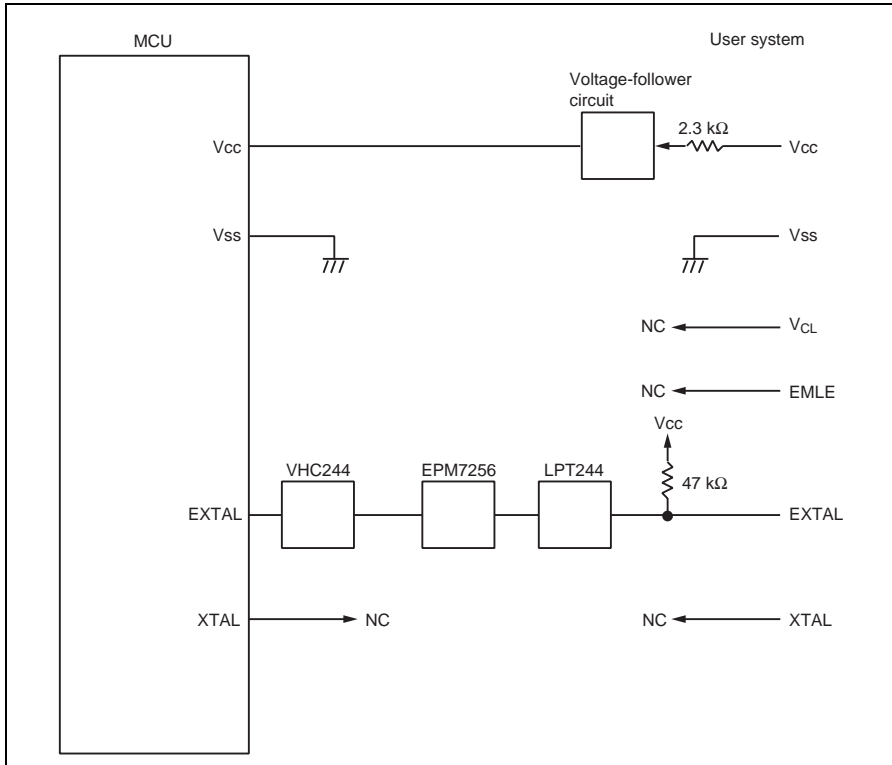 MCU
User system
Voltage-follower
circuit
2.3 kΩ
Vcc
Vcc
Vss
Vss
NC
VCL
NC
EMLE
Vcc
VHC244
EPM7256
LPT244
47 kΩ
EXTAL
EXTAL
XTAL
NC
NC
XTAL